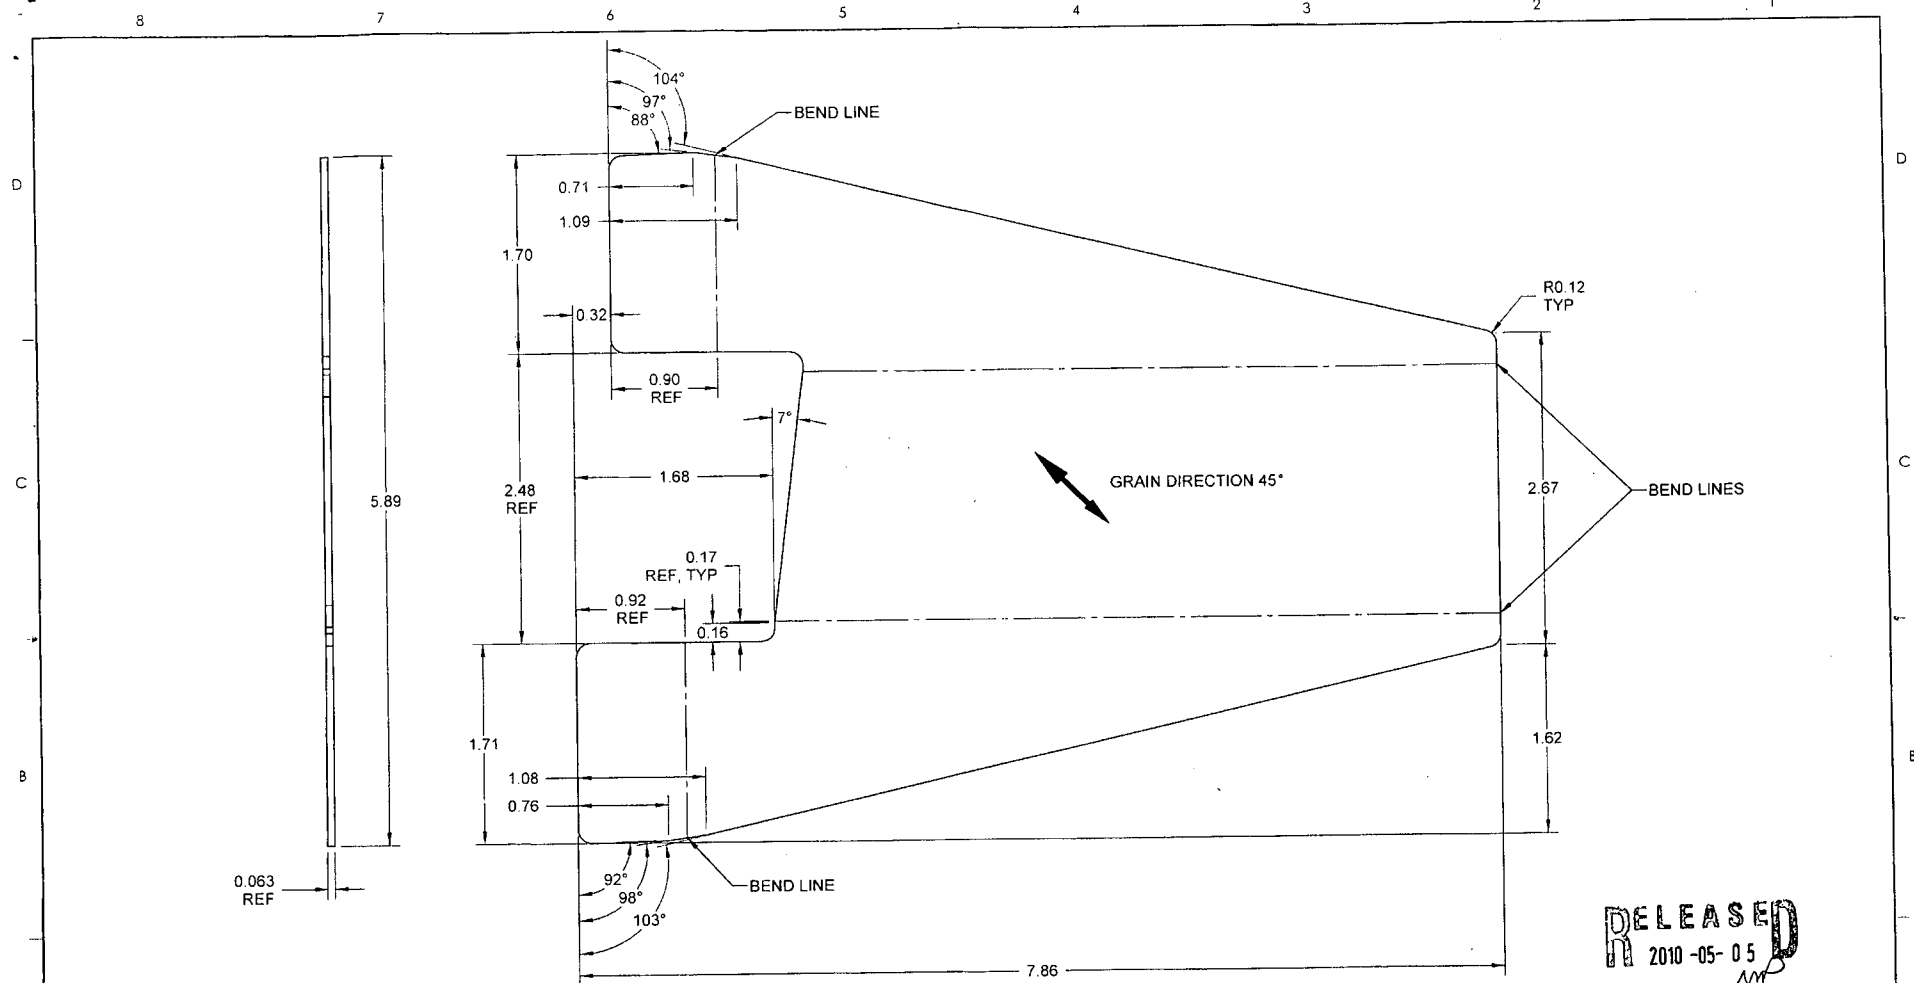 8 7 6 5 4 3 2 1
104°
97°
88°
BEND LINE
D
D
0.71
1.09
1.70
R0.12
TYP
0.32
0.90
REF
7°
1.68
GRAIN DIRECTION 45°
C
C
5.89
2.48
REF
2.67
BEND LINES
0.17
REF, TYP
0.92
REF
0.16
1.71
1.62
B
B
1.08
0.76
92°
98°
103°
BEND LINE
0.063
REF
7.86
RELEASED
2010-05-05